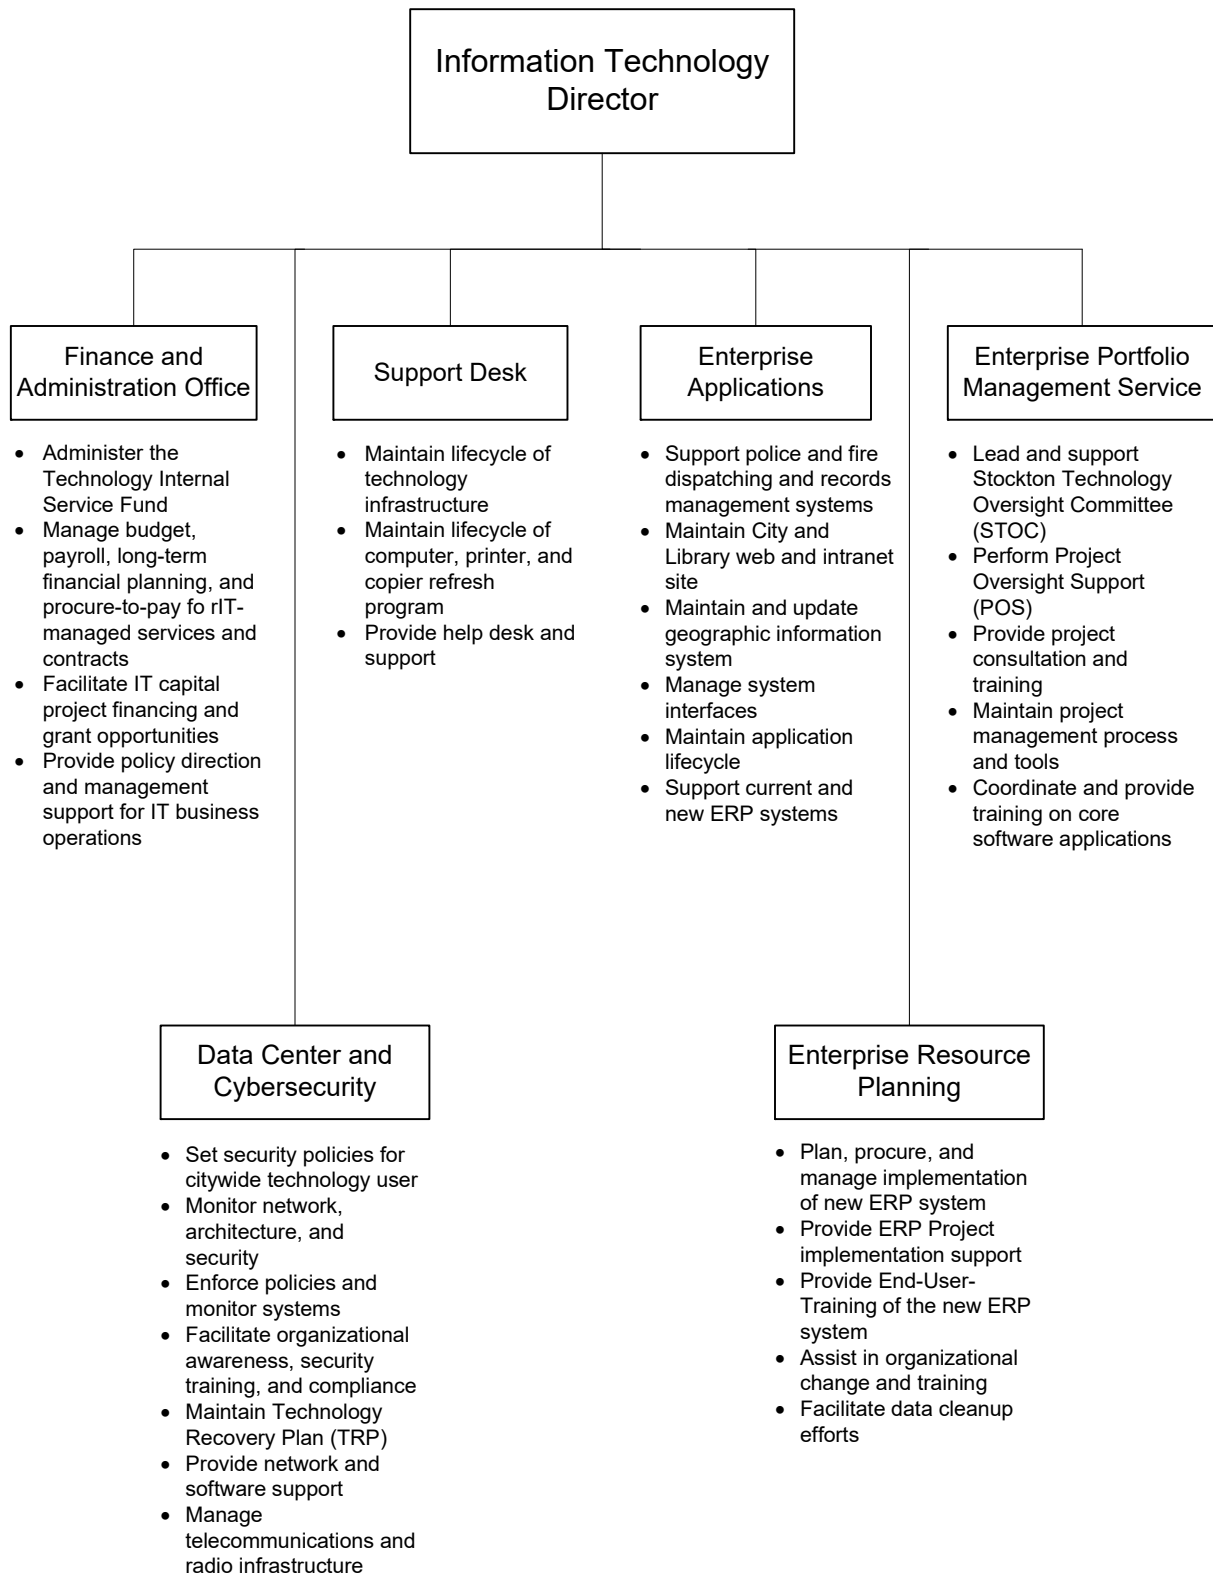 Information Technology
Director
Finance and
Administration Office
• Administer the
Technology Internal
Service Fund
• Manage budget,
payroll, long-term
financial planning, and
procure-to-pay fo rIT-
managed services and
contracts
• Facilitate IT capital
project financing and
grant opportunities
• Provide policy direction
and management
support for IT business
operations
Support Desk
• Maintain lifecycle of
technology
infrastructure
• Maintain lifecycle of
computer, printer, and
copier refresh
program
• Provide help desk and
support
Enterprise
Applications
• Support police and fire
dispatching and records
management systems
• Maintain City and
Library web and intranet
site
• Maintain and update
geographic information
system
• Manage system
interfaces
• Maintain application
lifecycle
• Support current and
new ERP systems
Enterprise Portfolio
Management Service
• Lead and support
Stockton Technology
Oversight Committee
(STOC)
• Perform Project
Oversight Support
(POS)
• Provide project
consultation and
training
• Maintain project
management process
and tools
• Coordinate and provide
training on core
software applications
Data Center and
Cybersecurity
• Set security policies for
citywide technology user
• Monitor network,
architecture, and
security
• Enforce policies and
monitor systems
• Facilitate organizational
awareness, security
training, and compliance
• Maintain Technology
Recovery Plan (TRP)
• Provide network and
software support
• Manage
telecommunications and
radio infrastructure
Enterprise Resource
Planning
• Plan, procure, and
manage implementation
of new ERP system
• Provide ERP Project
implementation support
• Provide End-User-
Training of the new ERP
system
• Assist in organizational
change and training
• Facilitate data cleanup
efforts